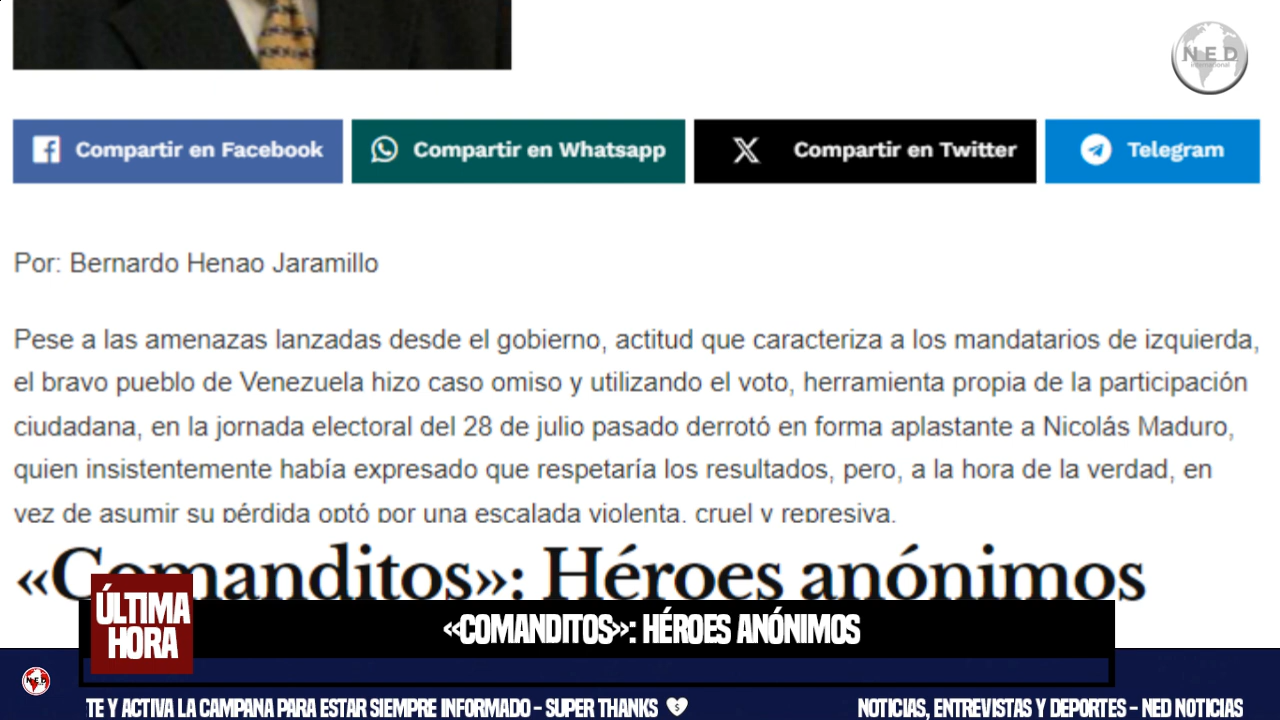 NED
international
Compartir en Facebook
Compartir en Whatsapp
X Compartir en Twitter
Telegram
Por: Bernardo Henao Jaramillo
Pese a las amenazas lanzadas desde el gobierno, actitud que caracteriza a los mandatarios de izquierda,
el bravo pueblo de Venezuela hizo caso omiso y utilizando el voto, herramienta propia de la participación
ciudadana, en la jornada electoral del 28 de julio pasado derrotó en forma aplastante a Nicolás Maduro,
quien insistentemente había expresado que respetaría los resultados, pero, a la hora de la verdad, en
vez de asumir su pérdida optó por una escalada violenta, cruel y represiva.
«Comanditos»: Héroes anónimos
ÚLTIMA
HORA
«COMANDITOS»: HÉROES ANÓNIMOS
NED
TE Y ACTIVA LA CAMPANA PARA ESTAR SIEMPRE INFORMADO - SUPER THANKS
NOTICIAS, ENTREVISTAS Y DEPORTES - NED NOTICIAS